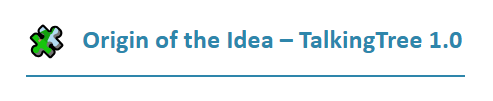 Origin of the Idea – TalkingTree 1.0